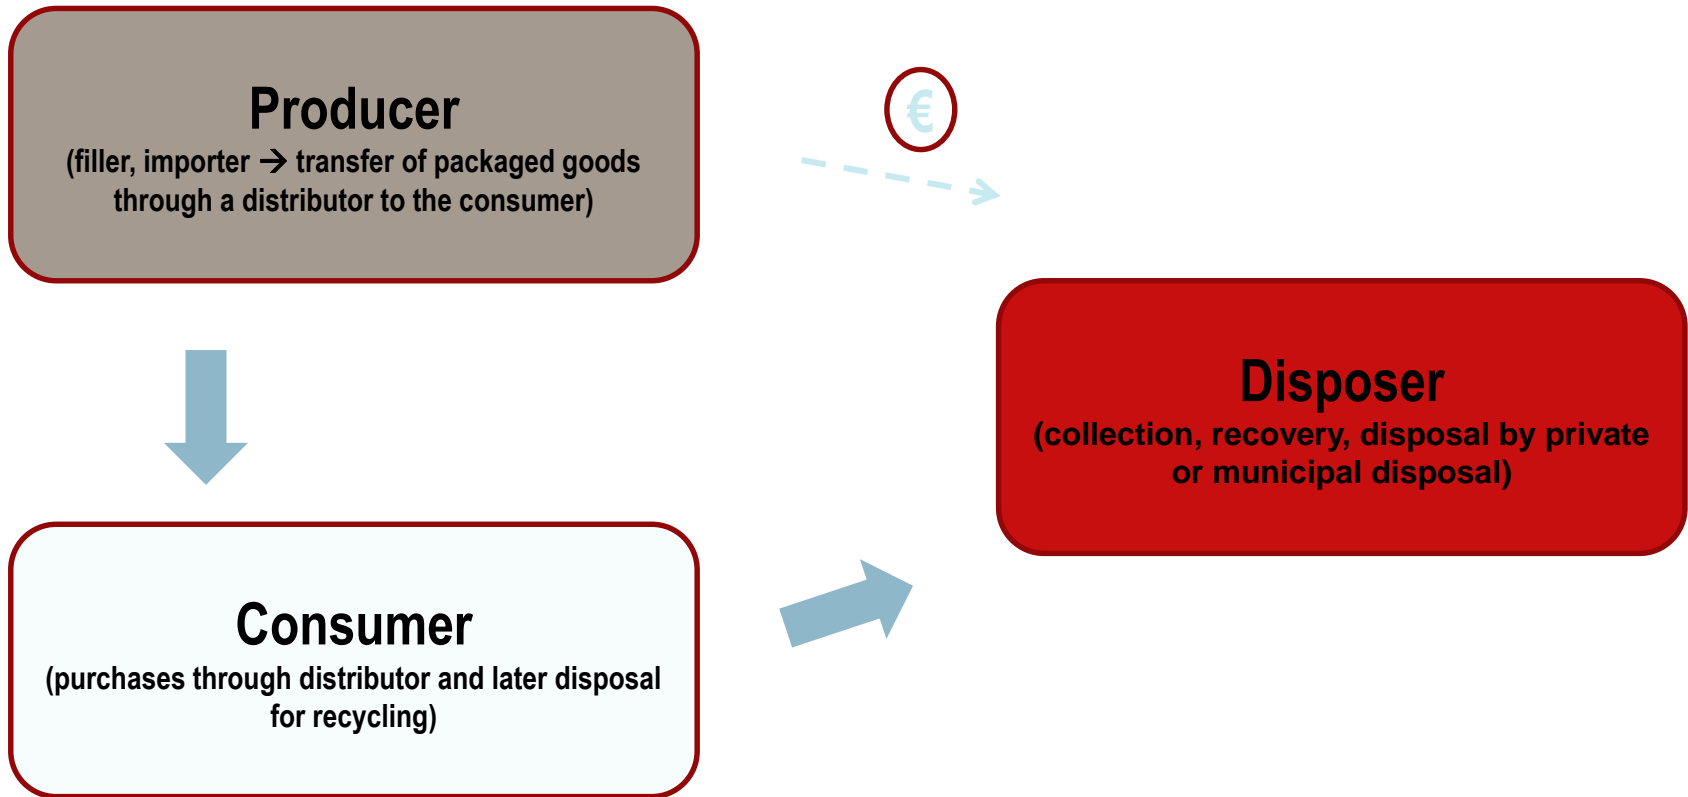 Producer
(filler, importer → transfer of packaged goods
through a distributor to the consumer)
€
Disposer
(collection, recovery, disposal by private
or municipal disposal)
Consumer
(purchases through distributor and later disposal
for recycling)